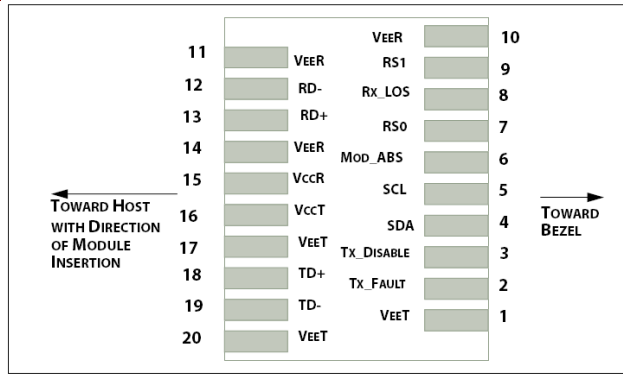 11 VEER
12 RD-
13 RD+
14 VEER
15 VCCR
16 VCCT
17 VEET
18 TD+
19 TD-
20 VEET
VEER 10
RS1 9
RX_LOS 8
RS0 7
MOD_ABS 6
SCL 5
SDA 4
TX_DISABLE 3
TX_FAULT 2
VEET 1
TOWARD HOST
WITH DIRECTION
OF MODULE
INSERTION
TOWARD
BEZEL